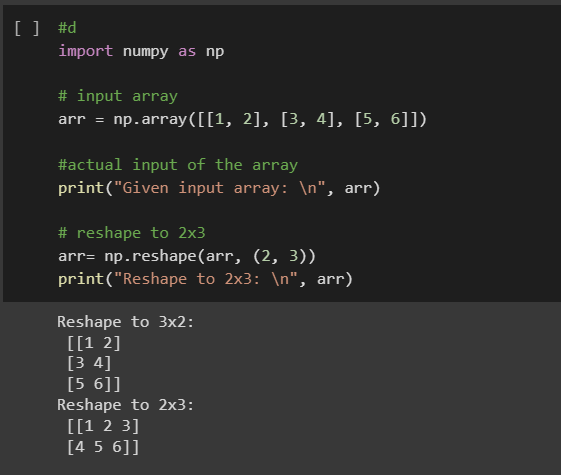 [ ] #d
import numpy as np
# input array
arr = np.array([[1, 2], [3, 4], [5, 6]])
#actual input of the array
print("Given input array: \n", arr)
# reshape to 2x3
arr= np.reshape(arr, (2, 3))
print("Reshape to 2x3: \n", arr)
Reshape to 3x2:
[[1 2]
[3 4]
[5 6]]
Reshape to 2x3:
[[1 2 3]
[4 5 6]]